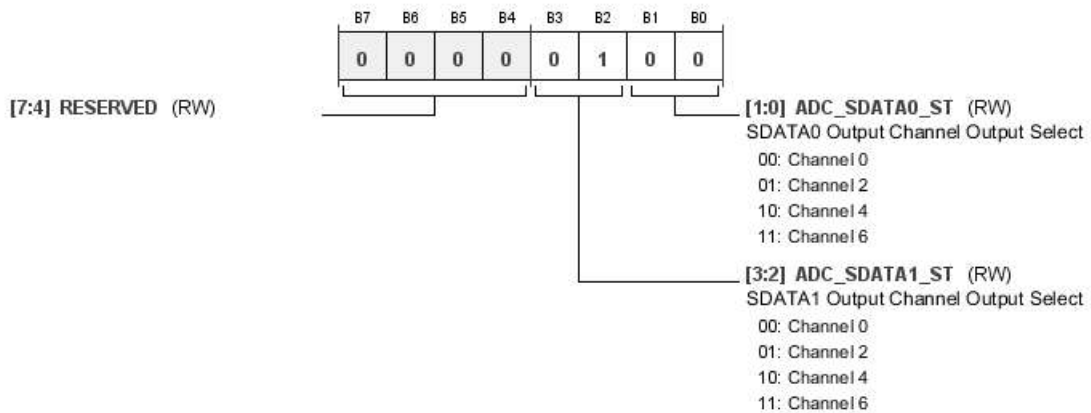 B7 B6 B5 B4 B3 B2 B1 B0
0 0 0 0 0 1 0 0
[7:4] RESERVED (RW)
[1:0] ADC_SDATA0_ST (RW)
SDATA0 Output Channel Output Select
00: Channel 0
01: Channel 2
10: Channel 4
11: Channel 6
[3:2] ADC_SDATA1_ST (RW)
SDATA1 Output Channel Output Select
00: Channel 0
01: Channel 2
10: Channel 4
11: Channel 6